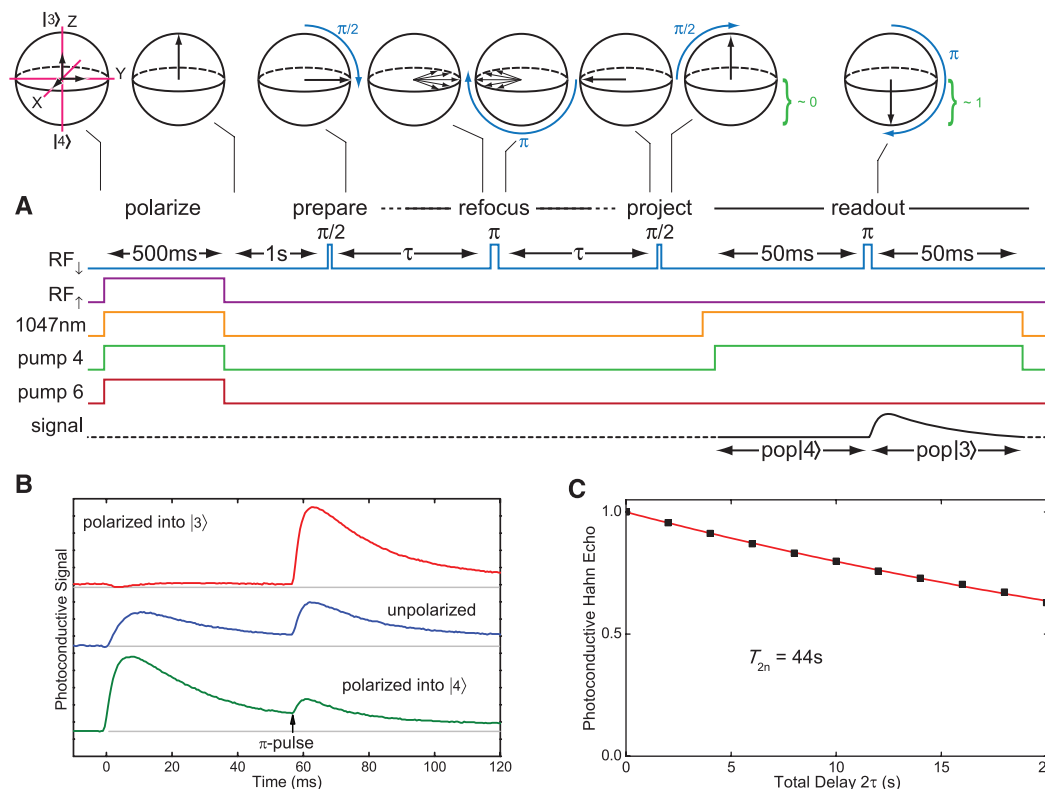 |3⟩ Z
Y
X
|4⟩
π/2
π
π/2
} ~ 0
π
} ~ 1
A
polarize prepare refocus project readout
π/2 π π/2 π
RF↓ 500ms 1s τ τ 50ms 50ms
RF↑
1047nm
pump 4
pump 6
signal
pop|4⟩ pop|3⟩
B
polarized into |3⟩
unpolarized
polarized into |4⟩
π-pulse
Photoconductive Signal
0 20 40 60 80 100 120
Time (ms)
C
1.0
0.5
0.0
Photoconductive Hahn Echo
T2n = 44s
0 5 10 15 2
Total Delay 2τ (s)